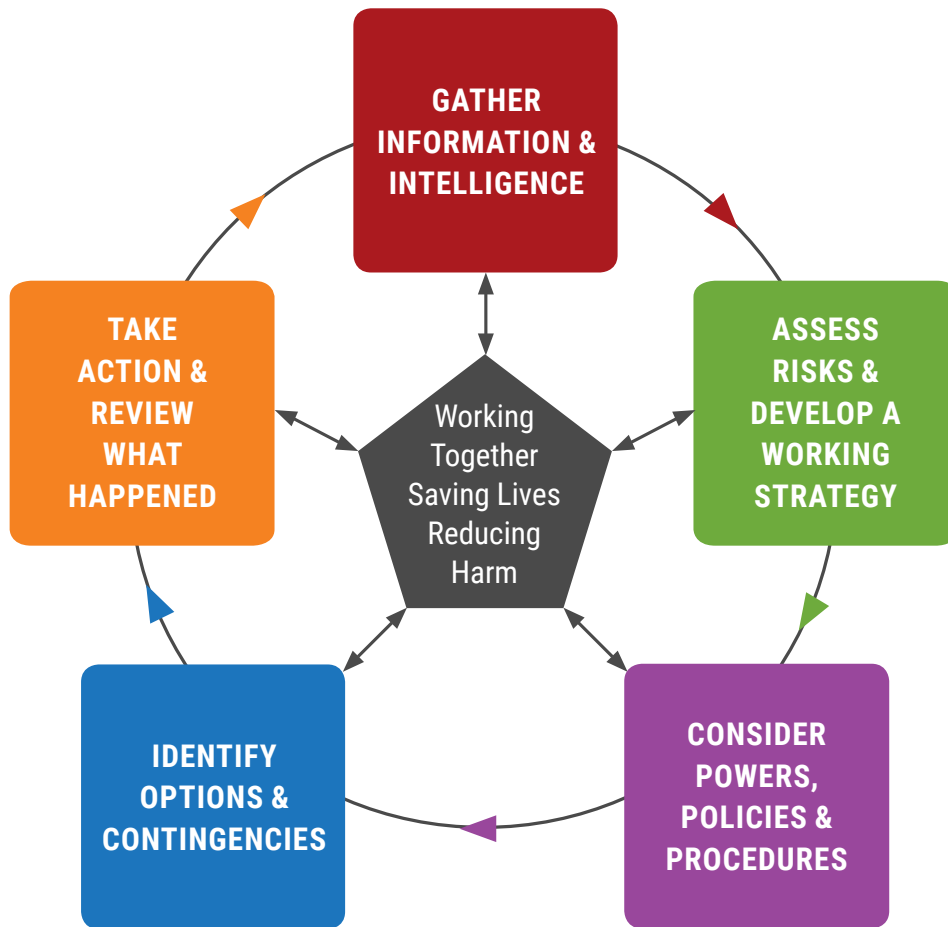 GATHER
INFORMATION &
INTELLIGENCE
ASSESS
RISKS &
DEVELOP A
WORKING
STRATEGY
CONSIDER
POWERS,
POLICIES &
PROCEDURES
IDENTIFY
OPTIONS &
CONTINGENCIES
TAKE
ACTION &
REVIEW
WHAT
HAPPENED
Working
Together
Saving Lives
Reducing
Harm